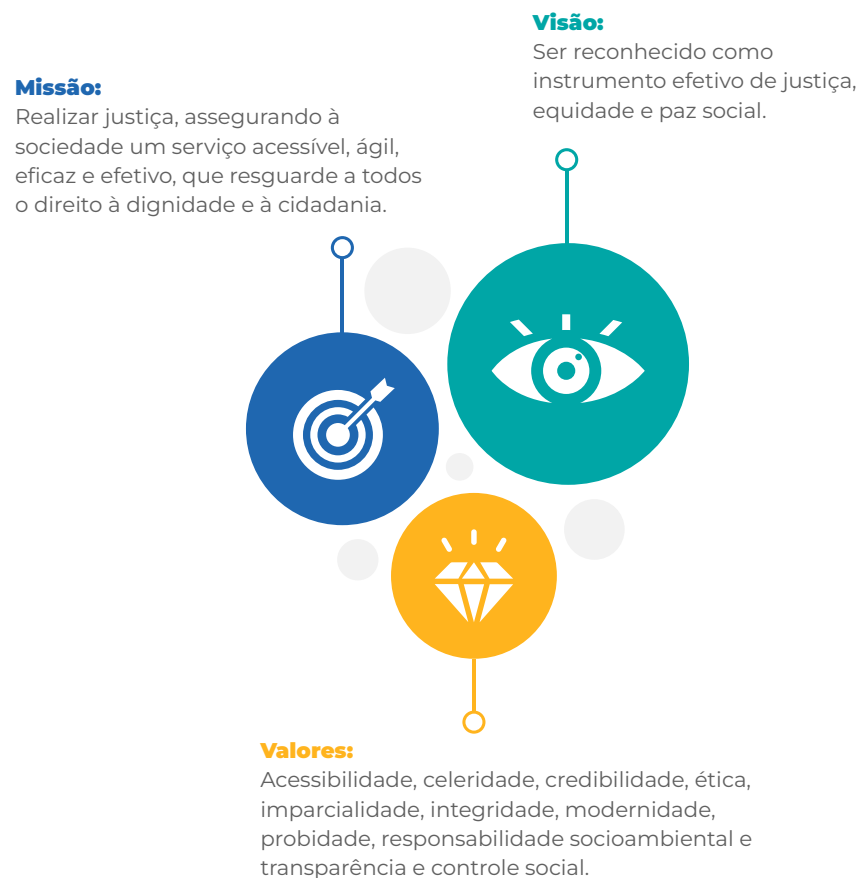 Missão:
Realizar justiça, assegurando à
sociedade um serviço acessível, ágil,
eficaz e efetivo, que resguarde a todos
o direito à dignidade e à cidadania.
Visão:
Ser reconhecido como
instrumento efetivo de justiça,
equidade e paz social.
Valores:
Acessibilidade, celeridade, credibilidade, ética,
imparcialidade, integridade, modernidade,
probidade, responsabilidade socioambiental e
transparência e controle social.